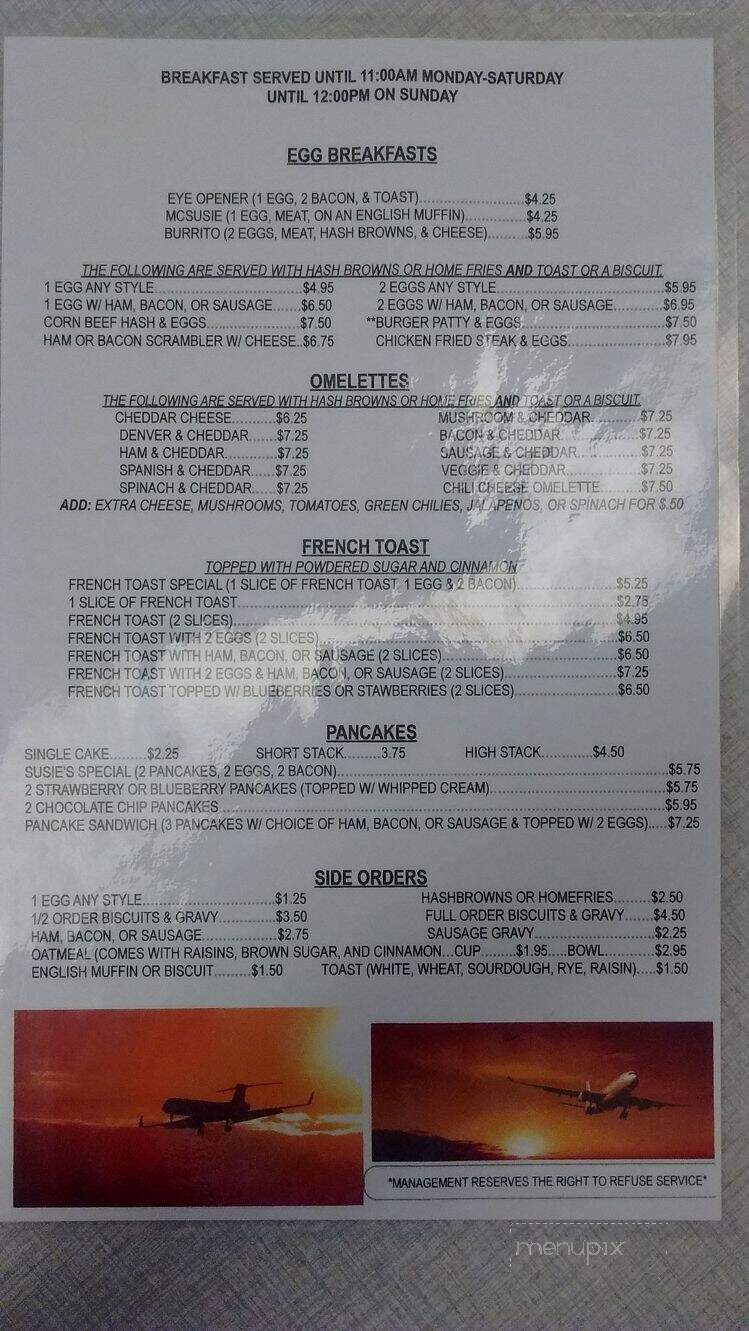 BREAKFAST SERVED UNTIL 11:00AM MONDAY-SATURDAY
UNTIL 12:00PM ON SUNDAY
EGG BREAKFASTS
EYE OPENER (1 EGG, 2 BACON, & TOAST)..........................$4.25
MCSUSIE (1 EGG, MEAT, ON AN ENGLISH MUFFIN)...............$4.25
BURRITO (2 EGGS, MEAT, HASH BROWNS, & CHEESE)..........$5.95
THE FOLLOWING ARE SERVED WITH HASH BROWNS OR HOME FRIES AND TOAST OR A BISCUIT.
1 EGG ANY STYLE....................................$4.95 2 EGGS ANY STYLE..........................................$5.95
1 EGG W/ HAM, BACON, OR SAUSAGE.......$6.50 2 EGGS W/ HAM, BACON, OR SAUSAGE............$6.95
CORN BEEF HASH & EGGS.......................$7.50 **BURGER PATTY & EGGS...................................$7.50
HAM OR BACON SCRAMBLER W/ CHEESE..$6.75 CHICKEN FRIED STEAK & EGGS........................$7.95
OMELETTES
THE FOLLOWING ARE SERVED WITH HASH BROWNS OR HOME FRIES AND TOAST OR A BISCUIT.
CHEDDAR CHEESE...........$6.25 MUSHROOM & CHEDDAR............$7.25
DENVER & CHEDDAR.......$7.25 BACON & CHEDDAR...................$7.25
HAM & CHEDDAR.............$7.25 SAUSAGE & CHEDDAR................$7.25
SPANISH & CHEDDAR......$7.25 VEGGIE & CHEDDAR..................$7.25
SPINACH & CHEDDAR......$7.25 CHILI CHEESE OMELETTE..........$7.50
ADD: EXTRA CHEESE, MUSHROOMS, TOMATOES, GREEN CHILIES, JALAPENOS, OR SPINACH FOR $.50
FRENCH TOAST
TOPPED WITH POWDERED SUGAR AND CINNAMON
FRENCH TOAST SPECIAL (1 SLICE OF FRENCH TOAST, 1 EGG & 2 BACON).........................$5.25
1 SLICE OF FRENCH TOAST.............................................................................................$2.75
FRENCH TOAST (2 SLICES)..............................................................................................$4.95
FRENCH TOAST WITH 2 EGGS (2 SLICES)..........................................................................$6.50
FRENCH TOAST WITH HAM, BACON, OR SAUSAGE (2 SLICES)...........................................$6.50
FRENCH TOAST WITH 2 EGGS & HAM, BACON, OR SAUSAGE (2 SLICES)...........................$7.25
FRENCH TOAST TOPPED W/ BLUEBERRIES OR STAWBERRIES (2 SLICES)..........................$6.50
PANCAKES
SINGLE CAKE.........$2.25 SHORT STACK.........3.75 HIGH STACK.............$4.50
SUSIE'S SPECIAL (2 PANCAKES, 2 EGGS, 2 BACON).................................................................................$5.75
2 STRAWBERRY OR BLUEBERRY PANCAKES (TOPPED W/ WHIPPED CREAM)...........................................$5.75
2 CHOCOLATE CHIP PANCAKES..............................................................................................................$5.95
PANCAKE SANDWICH (3 PANCAKES W/ CHOICE OF HAM, BACON, OR SAUSAGE & TOPPED W/ 2 EGGS).....$7.25
SIDE ORDERS
1 EGG ANY STYLE................................$1.25 HASHBROWNS OR HOMEFRIES.........$2.50
1/2 ORDER BISCUITS & GRAVY.............$3.50 FULL ORDER BISCUITS & GRAVY.......$4.50
HAM, BACON, OR SAUSAGE.................$2.75 SAUSAGE GRAVY.............................$2.25
OATMEAL (COMES WITH RAISINS, BROWN SUGAR, AND CINNAMON...CUP........$1.95.....BOWL............$2.95
ENGLISH MUFFIN OR BISCUIT.........$1.50 TOAST (WHITE, WHEAT, SOURDOUGH, RYE, RAISIN).....$1.50
*MANAGEMENT RESERVES THE RIGHT TO REFUSE SERVICE*
menupix